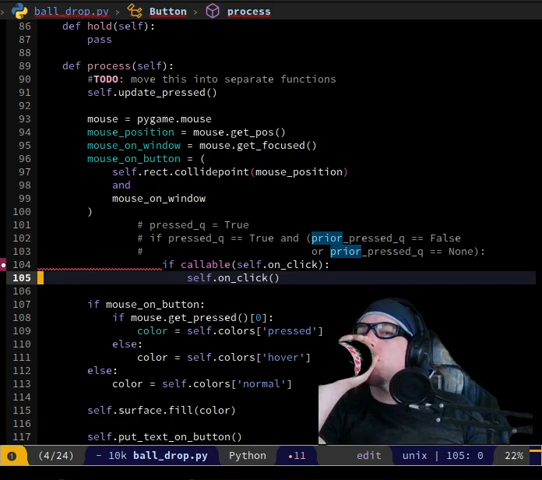 ball_drop.py › Button › process
86 def hold(self):
87 pass
88
89 def process(self):
90 #TODO: move this into separate functions
91 self.update_pressed()
92
93 mouse = pygame.mouse
94 mouse_position = mouse.get_pos()
95 mouse_on_window = mouse.get_focused()
96 mouse_on_button = (
97 self.rect.collidepoint(mouse_position)
98 and
99 mouse_on_window
100 )
101 # pressed_q = True
102 # if pressed_q == True and (prior_pressed_q == False
103 # or prior_pressed_q == None):
104 if callable(self.on_click):
105 self.on_click()
106
107 if mouse_on_button:
108 if mouse.get_pressed()[0]:
109 color = self.colors['pressed']
110 else:
111 color = self.colors['hover']
112 else:
113 color = self.colors['normal']
114
115 self.surface.fill(color)
116
117 self.put_text_on_button()
1 (4/24) - 10k ball_drop.py Python •11 edit unix | 105: 0 22%